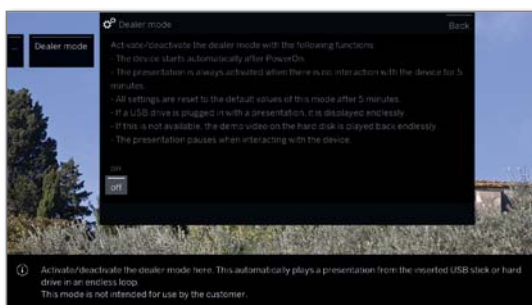 ...
Dealer mode
Dealer mode
Back
Activate/deactivate the dealer mode with the following functions
- The device starts automatically after PowerOn.
- The presentation is always activated when there is no interaction with the device for 5
minutes.
- All settings are reset to the default values of this mode after 5 minutes.
- If a USB drive is plugged in with a presentation, it is displayed endlessly.
- If this is not available, the demo video on the hard disk is played back endlessly.
- The presentation pauses when interacting with the device.
on
off
Activate/deactivate the dealer mode here. This automatically plays a presentation from the inserted USB stick or hard
drive in an endless loop.
This mode is not intended for use by the customer.